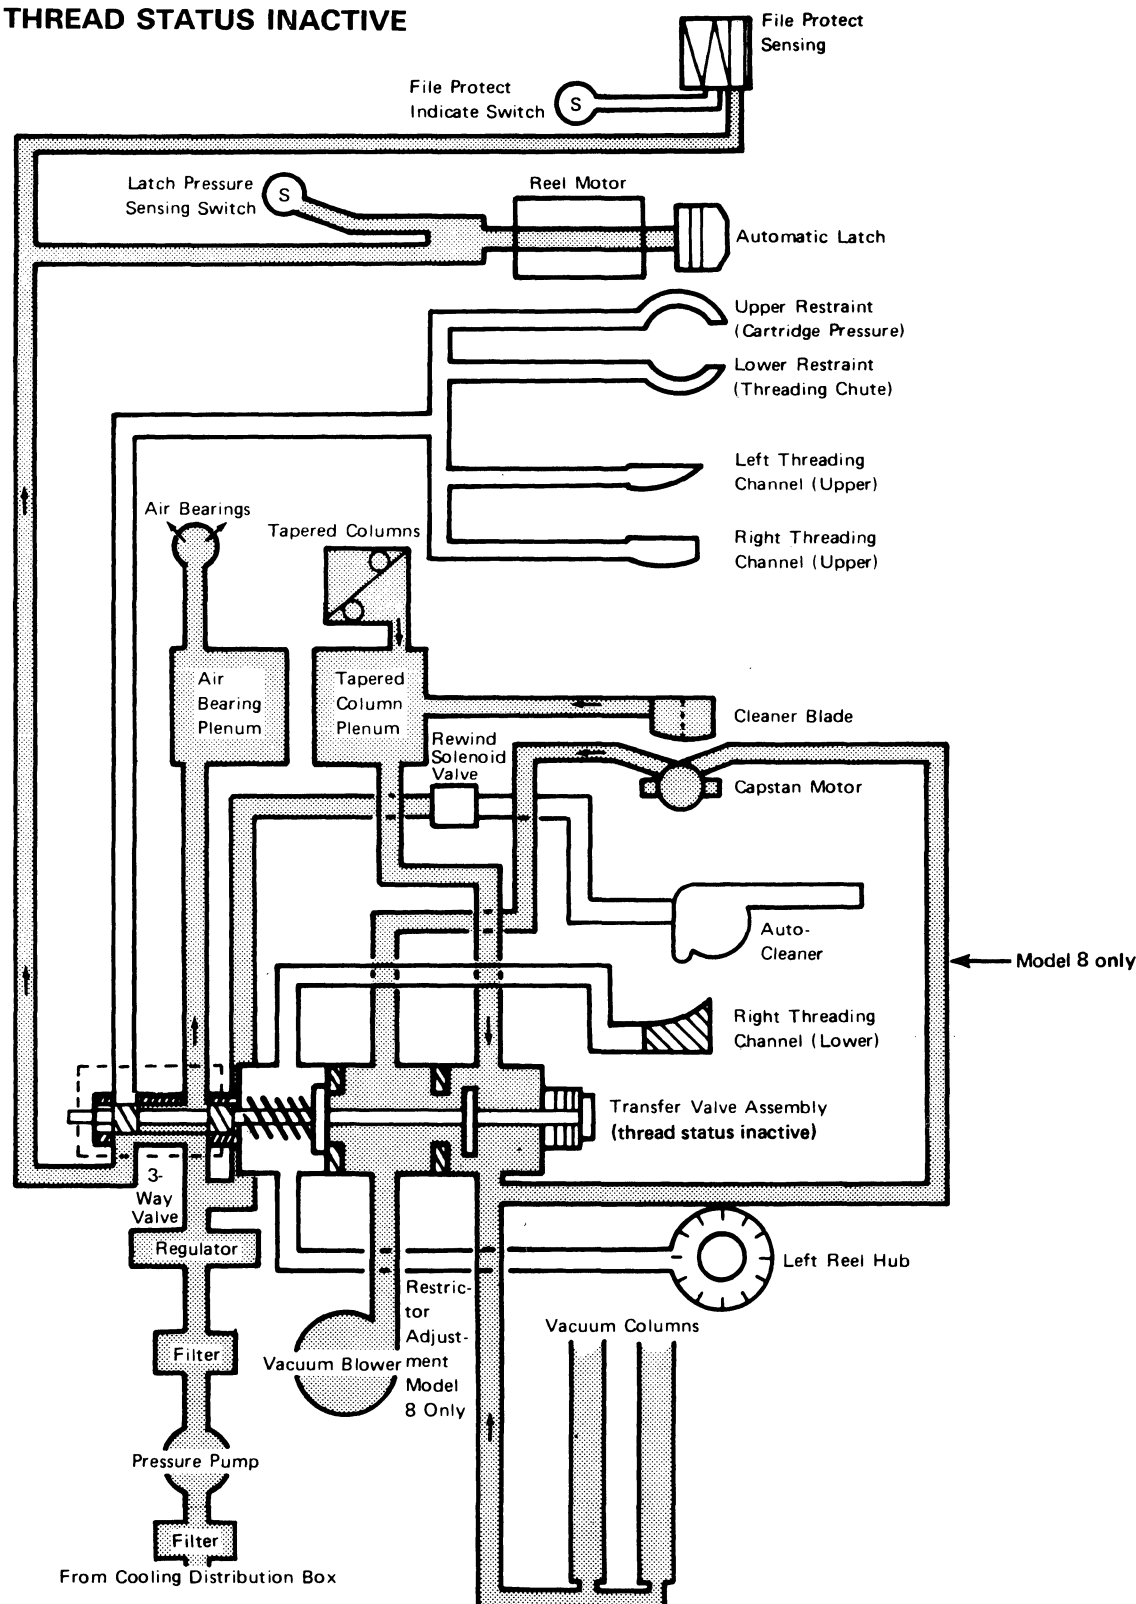 THREAD STATUS INACTIVE
File Protect
Sensing
File Protect
Indicate Switch
S
Latch Pressure
Sensing Switch
S
Reel Motor
Automatic Latch
Upper Restraint
(Cartridge Pressure)
Lower Restraint
(Threading Chute)
Left Threading
Channel (Upper)
Air Bearings
Tapered Columns
Right Threading
Channel (Upper)
Air
Bearing
Plenum
Tapered
Column
Plenum
Cleaner Blade
Rewind
Solenoid
Valve
Capstan Motor
Auto-
Cleaner
Model 8 only
Right Threading
Channel (Lower)
Transfer Valve Assembly
(thread status inactive)
3-
Way
Valve
Regulator
Left Reel Hub
Restric-
tor
Adjust-
ment
Model
8 Only
Vacuum Columns
Filter
Vacuum Blower
Pressure Pump
Filter
From Cooling Distribution Box